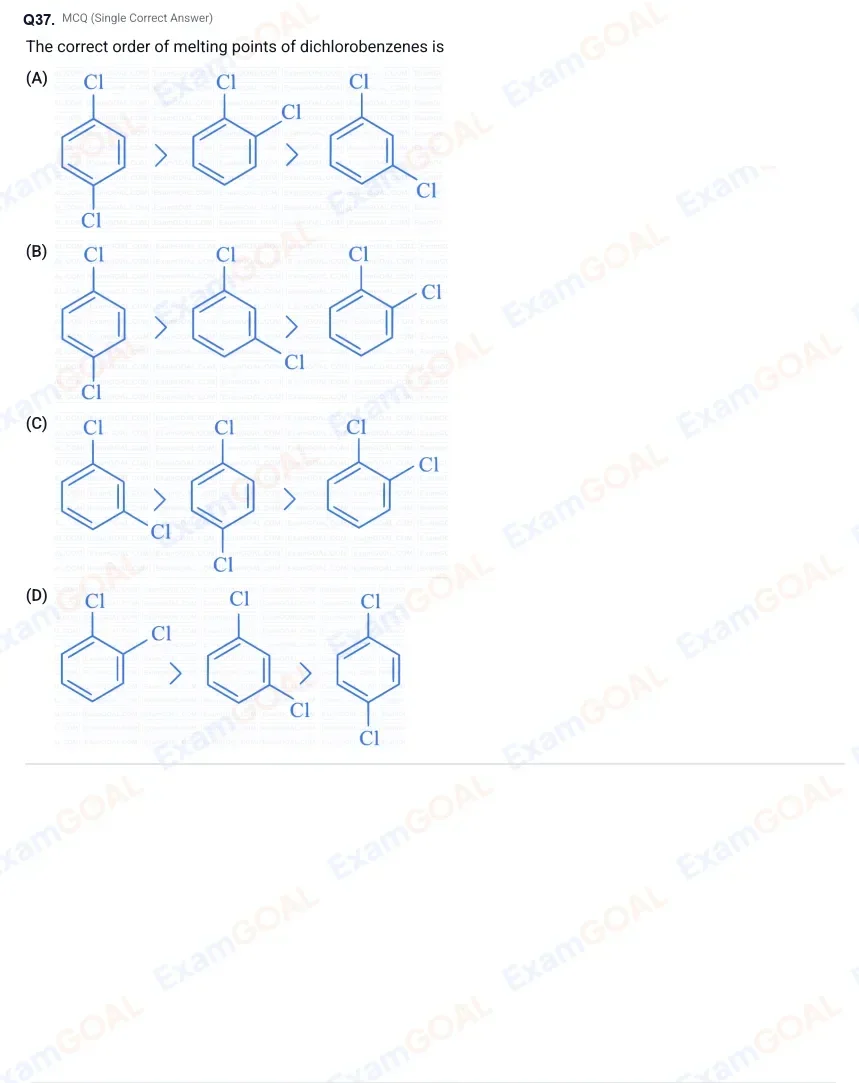 Q37. MCQ (Single Correct Answer)
The correct order of melting points of dichlorobenzenes is
(A)
Cl Cl Cl
Cl
> >
Cl
Cl
(B)
Cl Cl Cl
Cl
> >
Cl
Cl
(C)
Cl Cl Cl
Cl
> >
Cl
Cl
(D)
Cl Cl Cl
Cl
> >
Cl
Cl
ExamGOAL